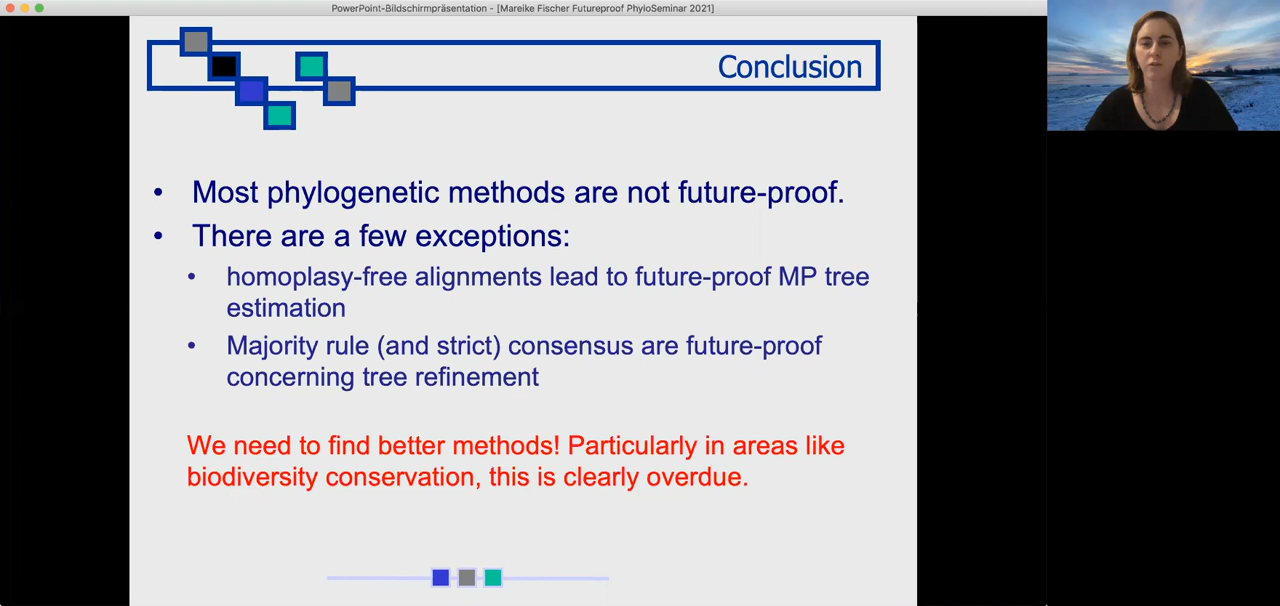 PowerPoint-Bildschirmpräsentation - [Mareike Fischer Futureproof PhyloSeminar 2021]
Conclusion
• Most phylogenetic methods are not future-proof.
• There are a few exceptions:
• homoplasy-free alignments lead to future-proof MP tree
estimation
• Majority rule (and strict) consensus are future-proof
concerning tree refinement
We need to find better methods! Particularly in areas like
biodiversity conservation, this is clearly overdue.